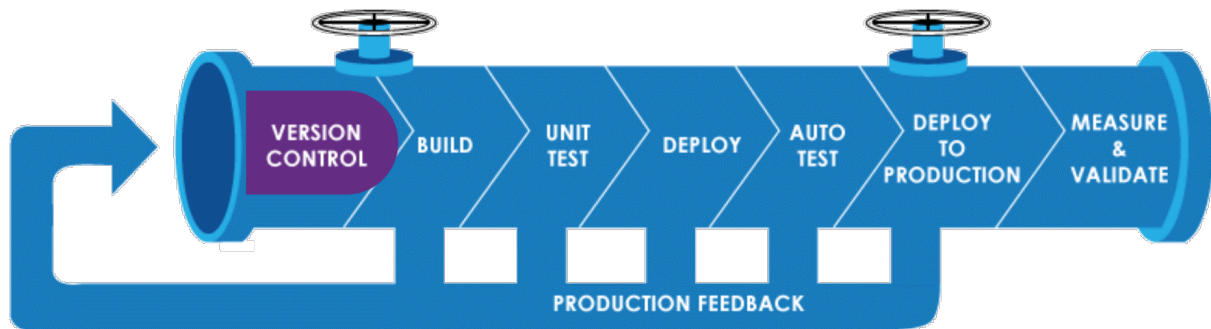 VERSION
CONTROL
BUILD
UNIT
TEST
DEPLOY
AUTO
TEST
DEPLOY
TO
PRODUCTION
MEASURE
&
VALIDATE
PRODUCTION FEEDBACK